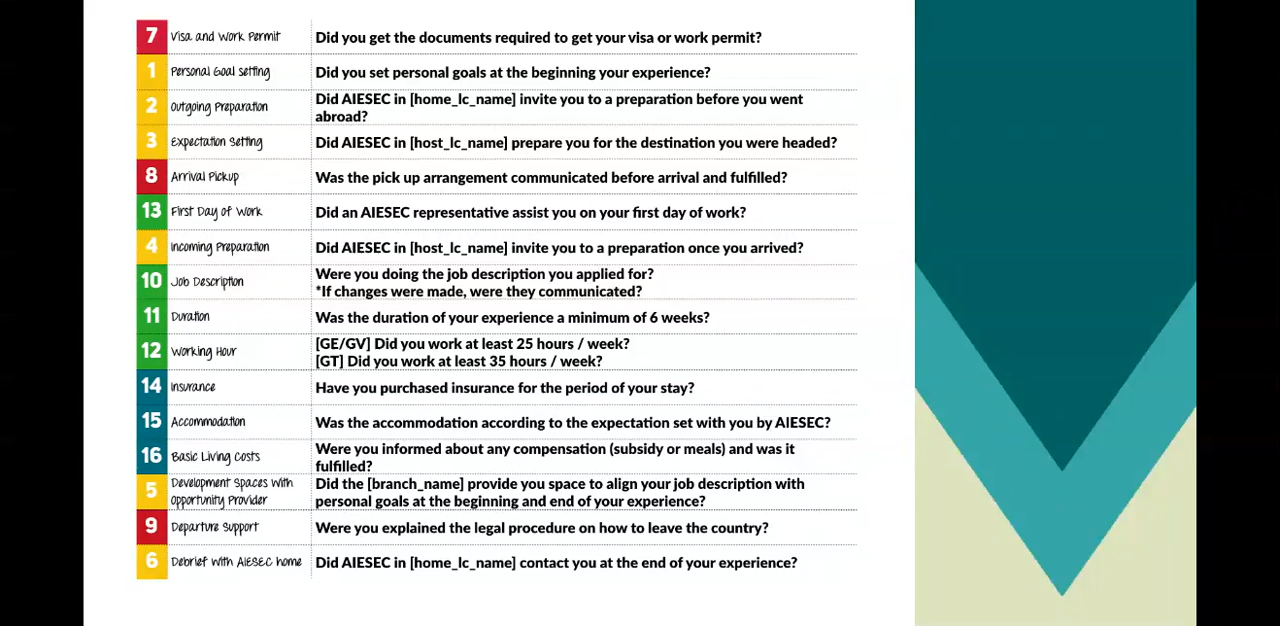 7 Visa and Work Permit Did you get the documents required to get your visa or work permit?
1 Personal Goal setting Did you set personal goals at the beginning your experience?
2 Outgoing Preparation Did AIESEC in [home_lc_name] invite you to a preparation before you went
abroad?
3 Expectation Setting Did AIESEC in [host_lc_name] prepare you for the destination you were headed?
8 Arrival Pickup Was the pick up arrangement communicated before arrival and fulfilled?
13 First Day of Work Did an AIESEC representative assist you on your first day of work?
4 Incoming Preparation Did AIESEC in [host_lc_name] invite you to a preparation once you arrived?
10 Job Description Were you doing the job description you applied for?
*If changes were made, were they communicated?
11 Duration Was the duration of your experience a minimum of 6 weeks?
12 Working Hour [GE/GV] Did you work at least 25 hours / week?
[GT] Did you work at least 35 hours / week?
14 Insurance Have you purchased insurance for the period of your stay?
15 Accommodation Was the accommodation according to the expectation set with you by AIESEC?
16 Basic Living Costs Were you informed about any compensation (subsidy or meals) and was it
fulfilled?
5 Development Spaces with Did the [branch_name] provide you space to align your job description with
opportunity Provider personal goals at the beginning and end of your experience?
9 Departure Support Were you explained the legal procedure on how to leave the country?
6 Debrief with AIESEC home Did AIESEC in [home_lc_name] contact you at the end of your experience?